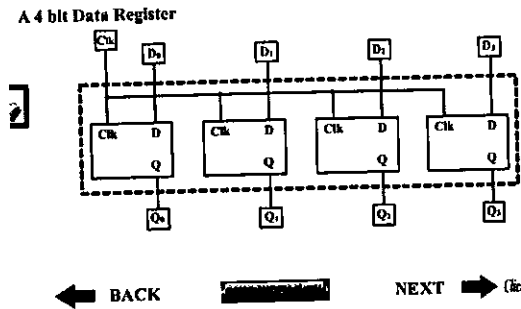 A 4 bit Data Register
Clk
D₀ D₁ D₂ D₃
Clk D Clk D Clk D Clk D
Q Q Q Q
Q₀ Q₁ Q₂ Q₃
BACK NEXT